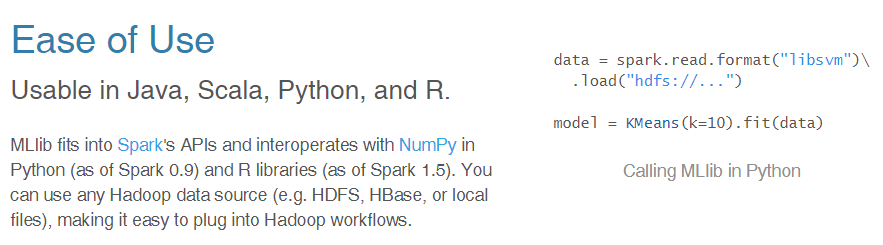 Ease of Use
Usable in Java, Scala, Python, and R.
MLlib fits into Spark's APIs and interoperates with NumPy in
Python (as of Spark 0.9) and R libraries (as of Spark 1.5). You
can use any Hadoop data source (e.g. HDFS, HBase, or local
files), making it easy to plug into Hadoop workflows.
data = spark.read.format("libsvm")\
  .load("hdfs://...")
model = KMeans(k=10).fit(data)
Calling MLlib in Python